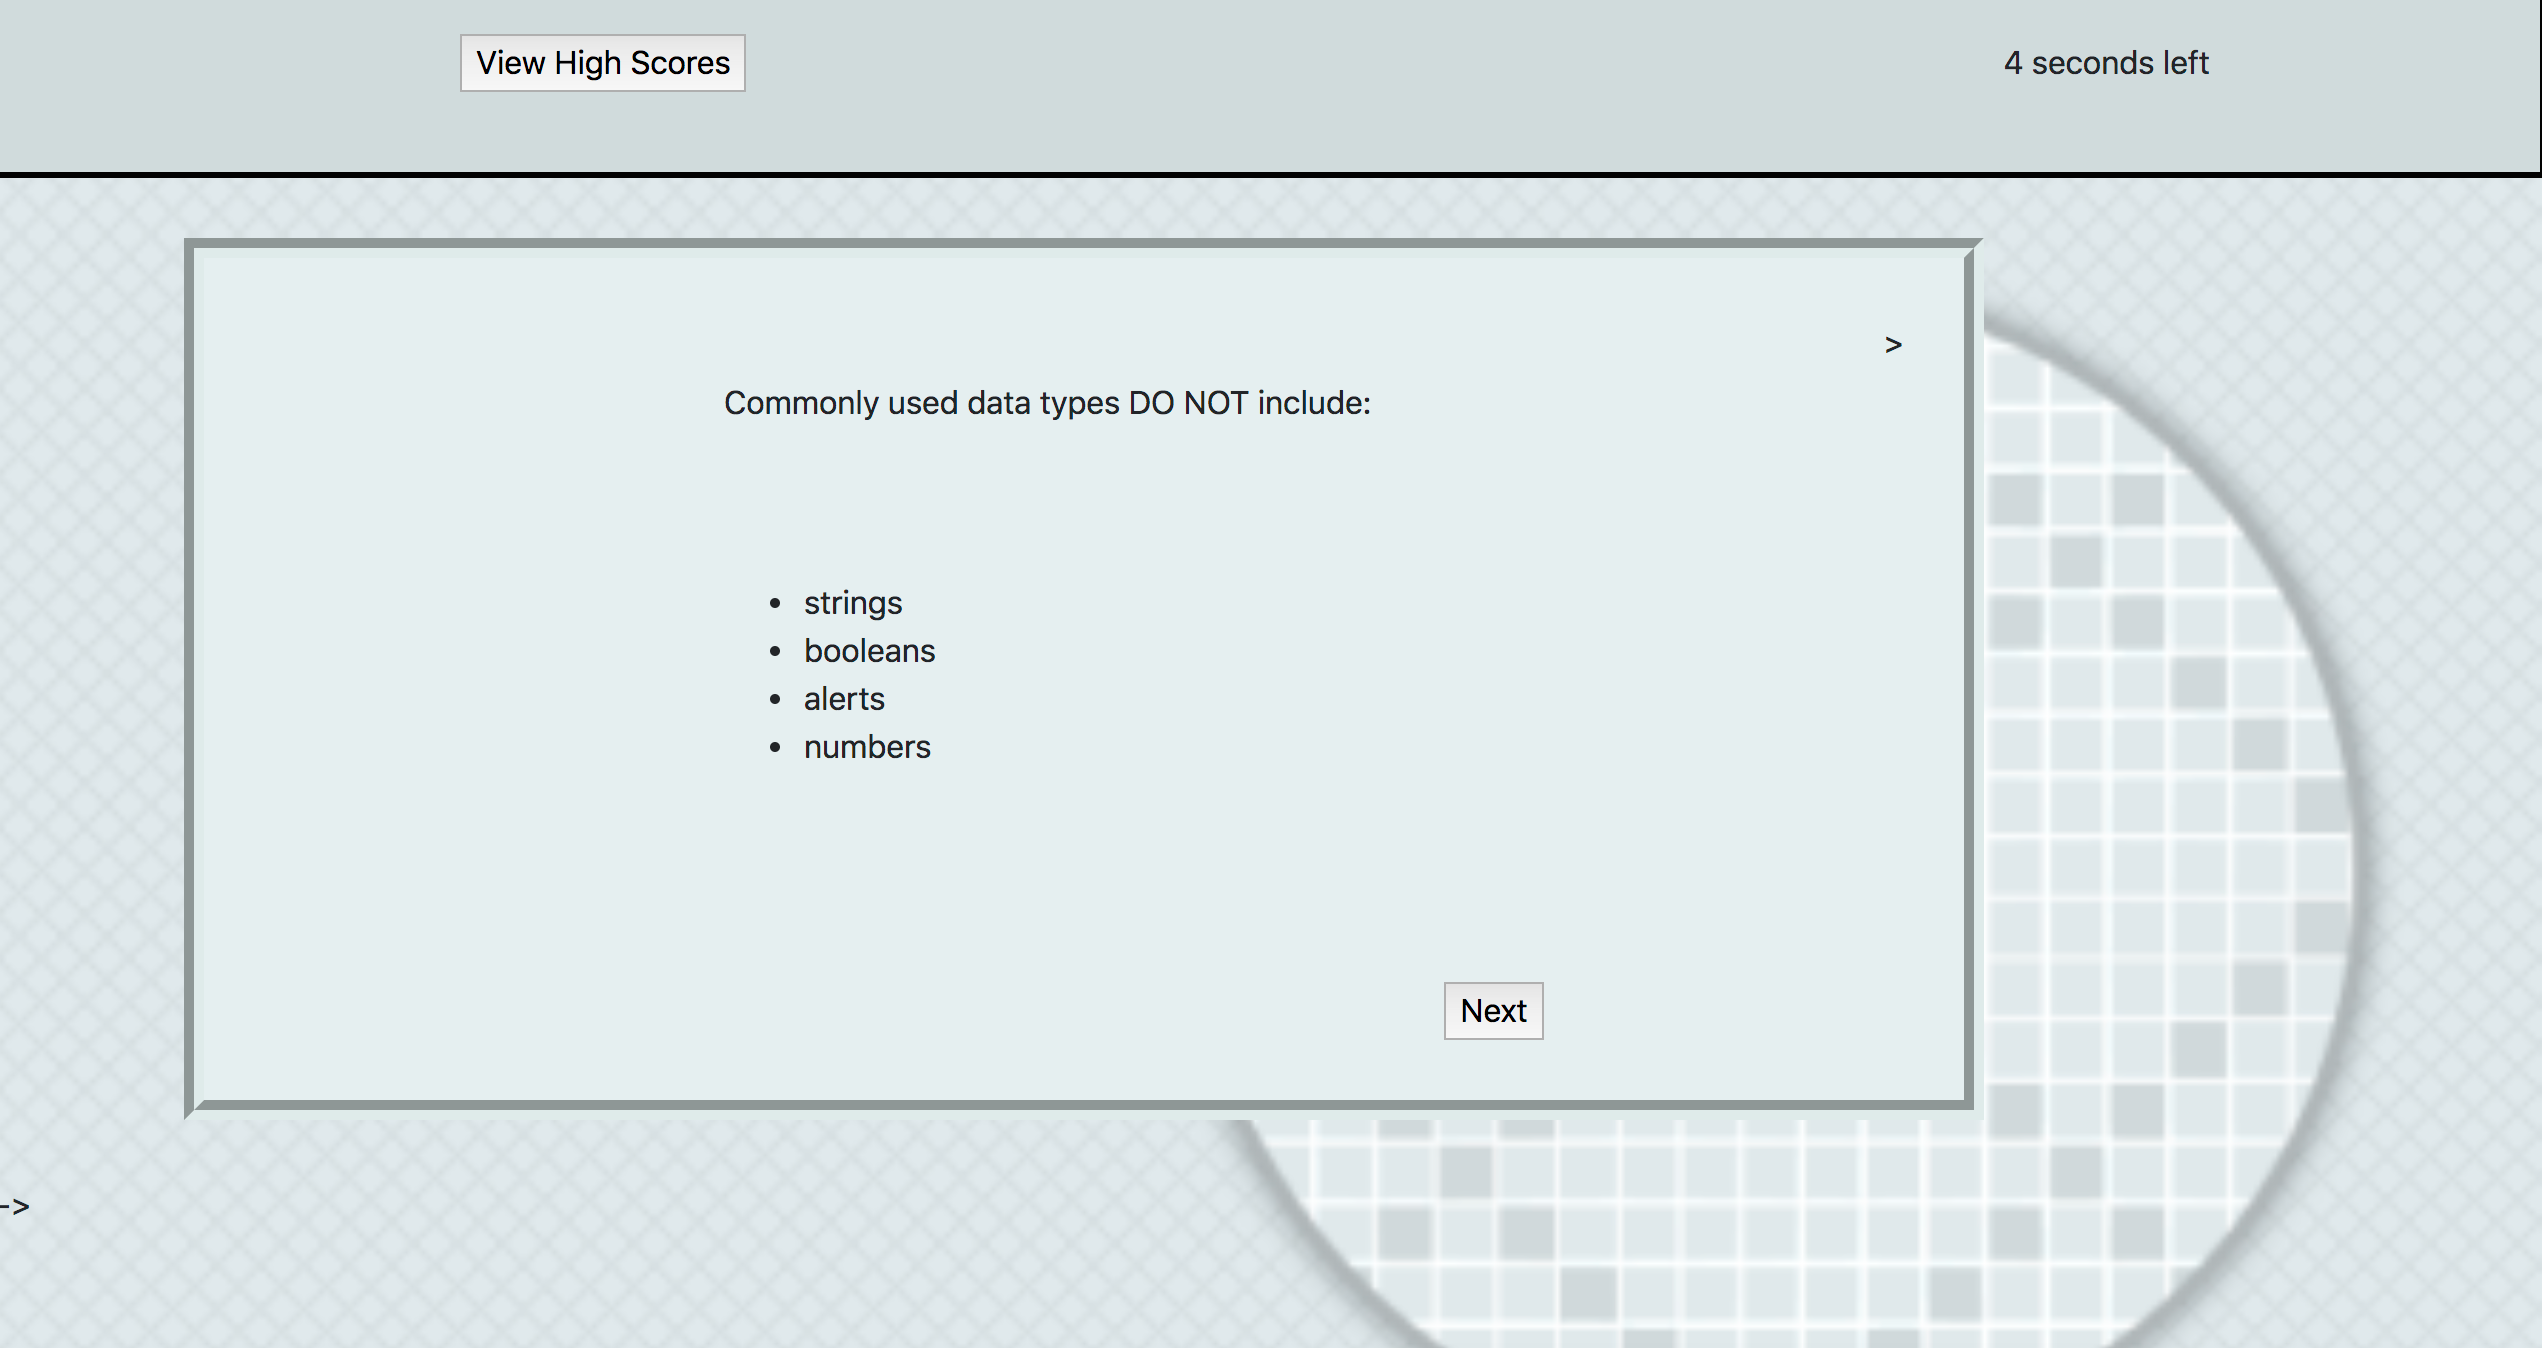 View High Scores
4 seconds left
>
Commonly used data types DO NOT include:
• strings
• booleans
• alerts
• numbers
Next
->